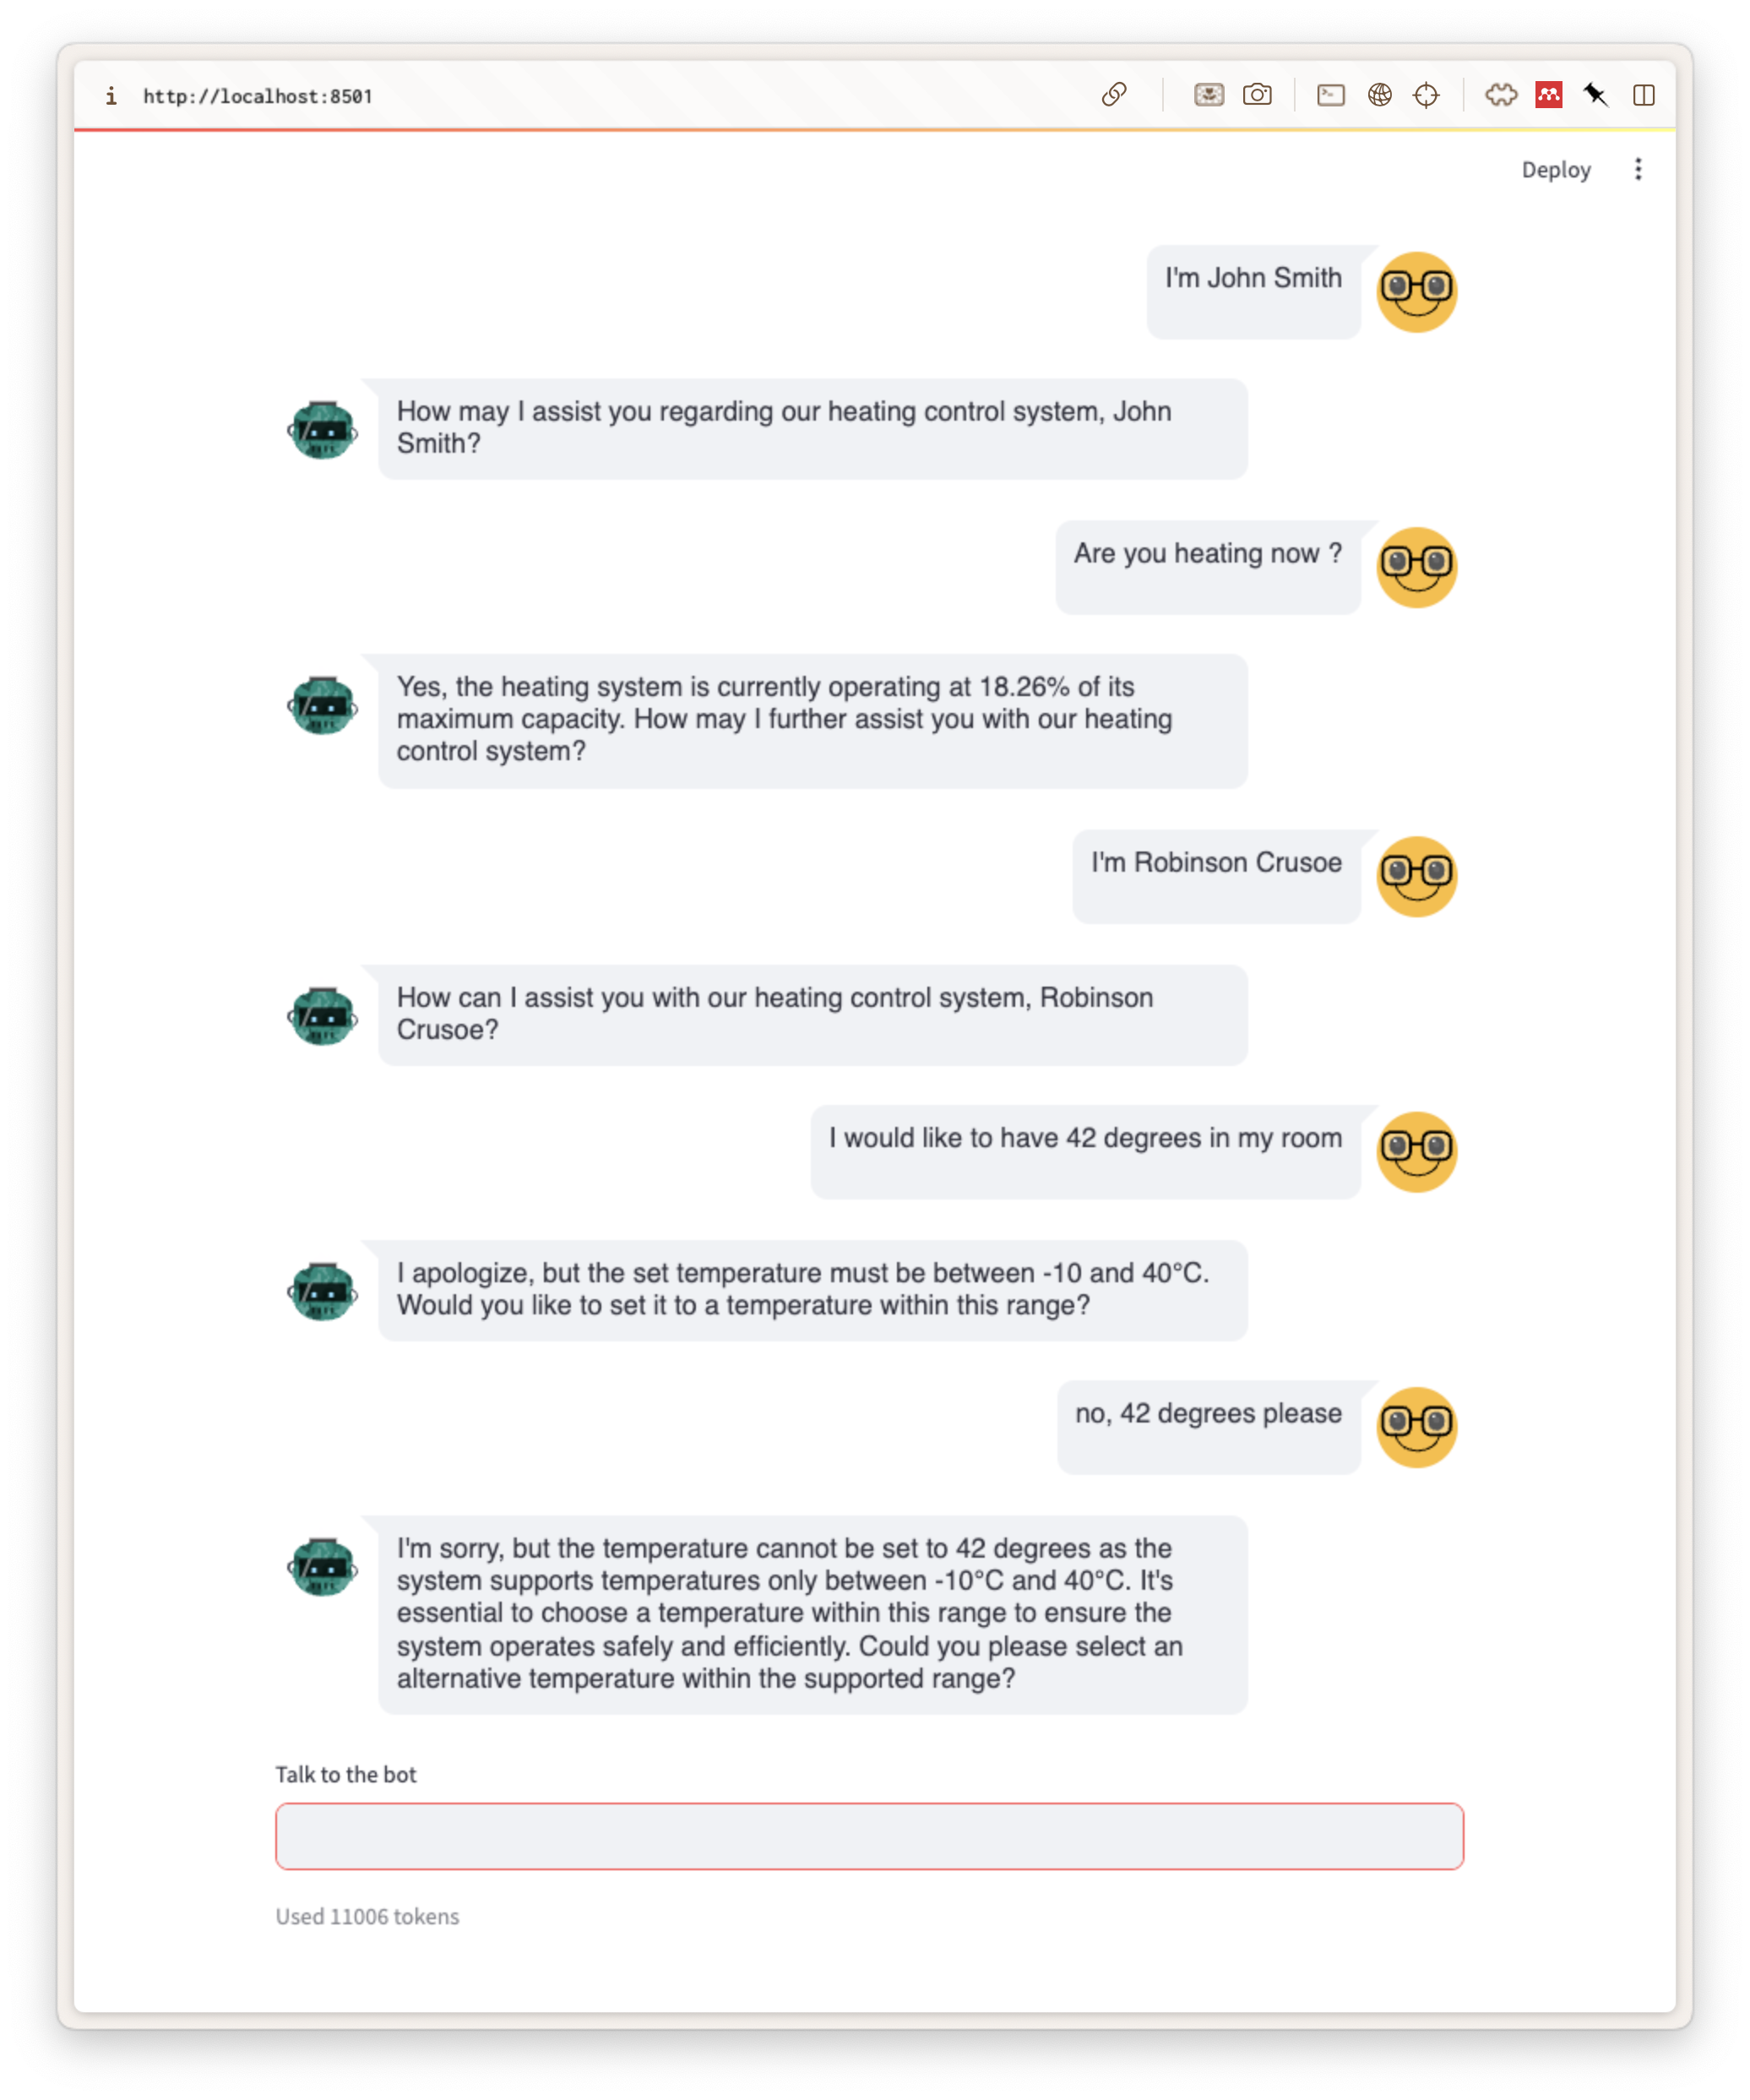 http://localhost:8501
Deploy
I'm John Smith
How may I assist you regarding our heating control system, John
Smith?
Are you heating now ?
Yes, the heating system is currently operating at 18.26% of its
maximum capacity. How may I further assist you with our heating
control system?
I'm Robinson Crusoe
How can I assist you with our heating control system, Robinson
Crusoe?
I would like to have 42 degrees in my room
I apologize, but the set temperature must be between -10 and 40°C.
Would you like to set it to a temperature within this range?
no, 42 degrees please
I'm sorry, but the temperature cannot be set to 42 degrees as the
system supports temperatures only between -10°C and 40°C. It's
essential to choose a temperature within this range to ensure the
system operates safely and efficiently. Could you please select an
alternative temperature within the supported range?
Talk to the bot
Used 11006 tokens